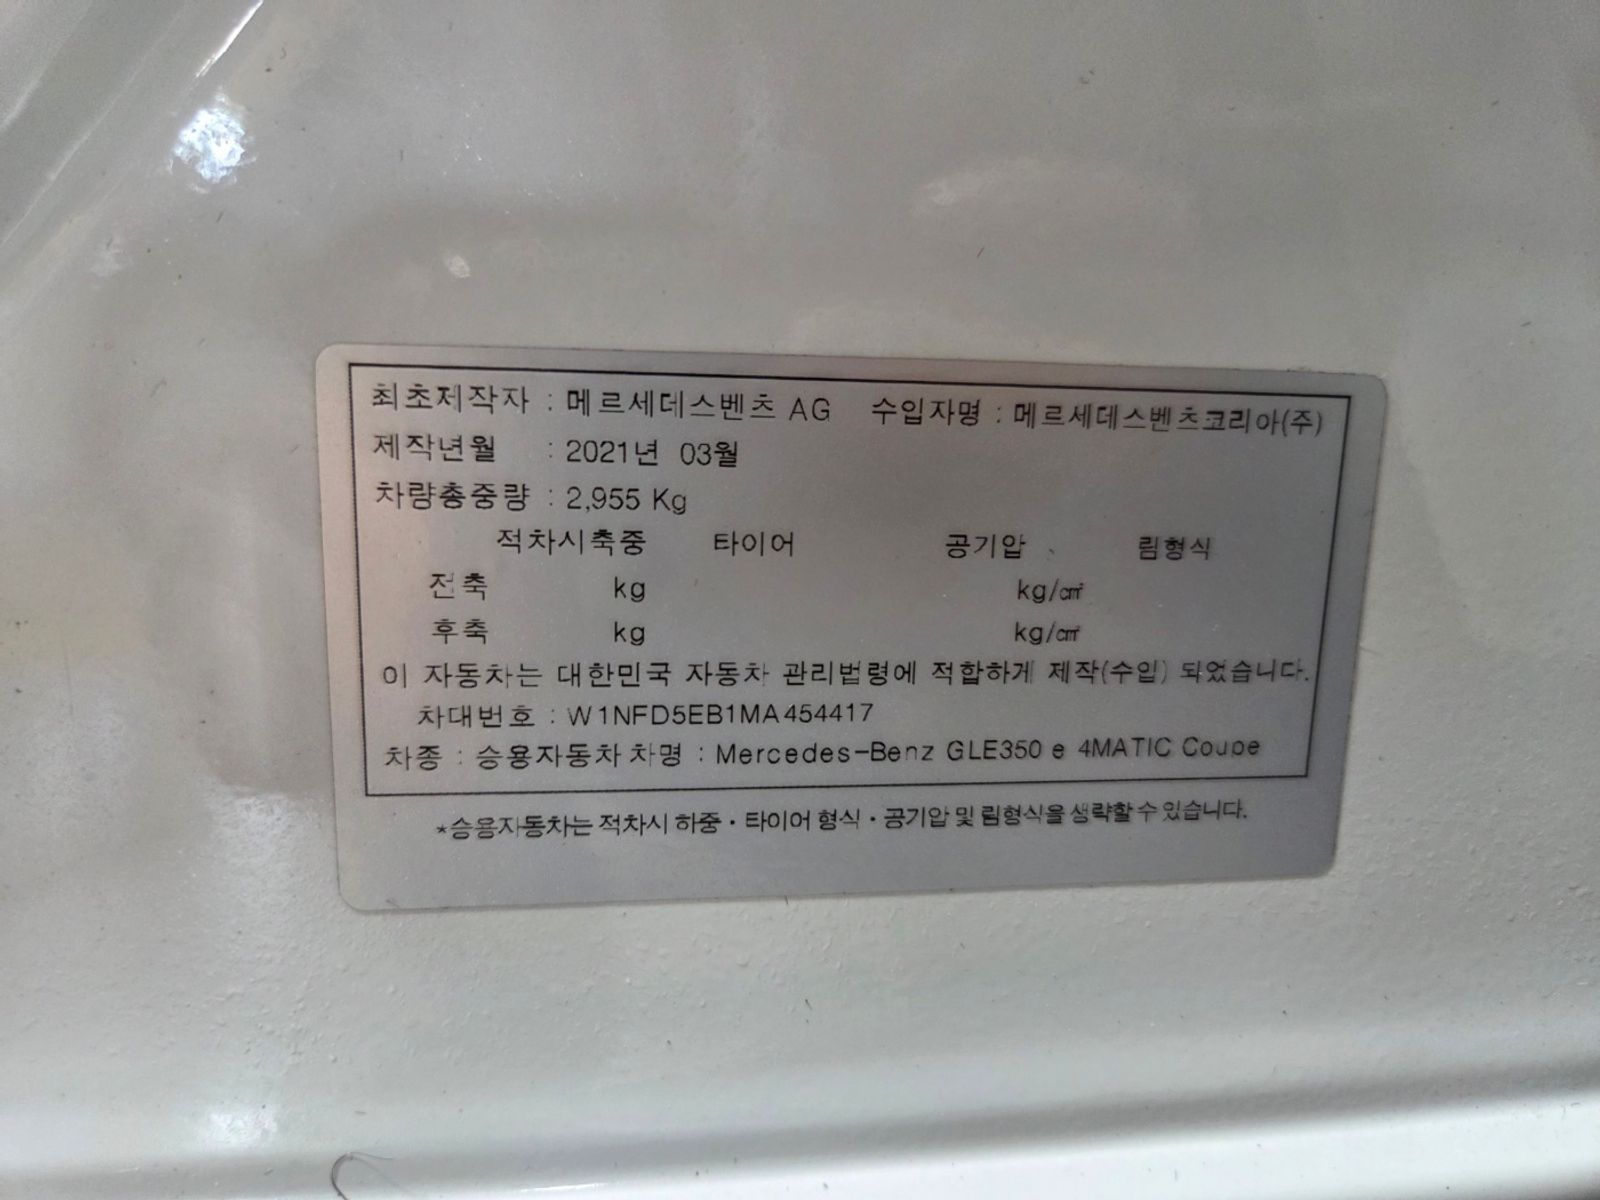 최초제작자 : 메르세데스벤츠 AG 수입자명 : 메르세데스벤츠코리아(주)
제작년월 : 2021년 03월
차량총중량 : 2,955 Kg
적차시축중 타이어 공기압 림형식
전축 kg kg/㎠
후축 kg kg/㎠
이 자동차는 대한민국 자동차 관리법령에 적합하게 제작(수입) 되었습니다.
차대번호 : W1NFD5EB1MA454417
차종 : 승용자동차 차명 : Mercedes-Benz GLE350 e 4MATIC Coupe
*승용자동차는 적차시 하중・타이어 형식・공기압 및 림형식을 생략할 수 있습니다.